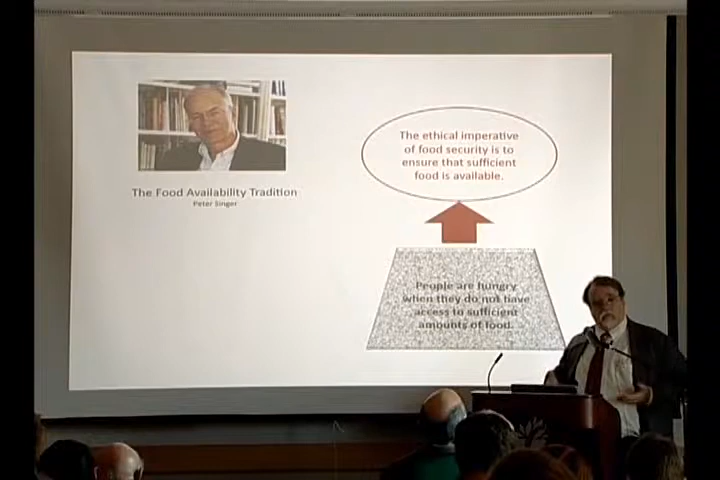 The Food Availability Tradition
Peter Singer
The ethical imperative
of food security is to
ensure that sufficient
food is available.
People are hungry
when they do not have
access to sufficient
amounts of food.